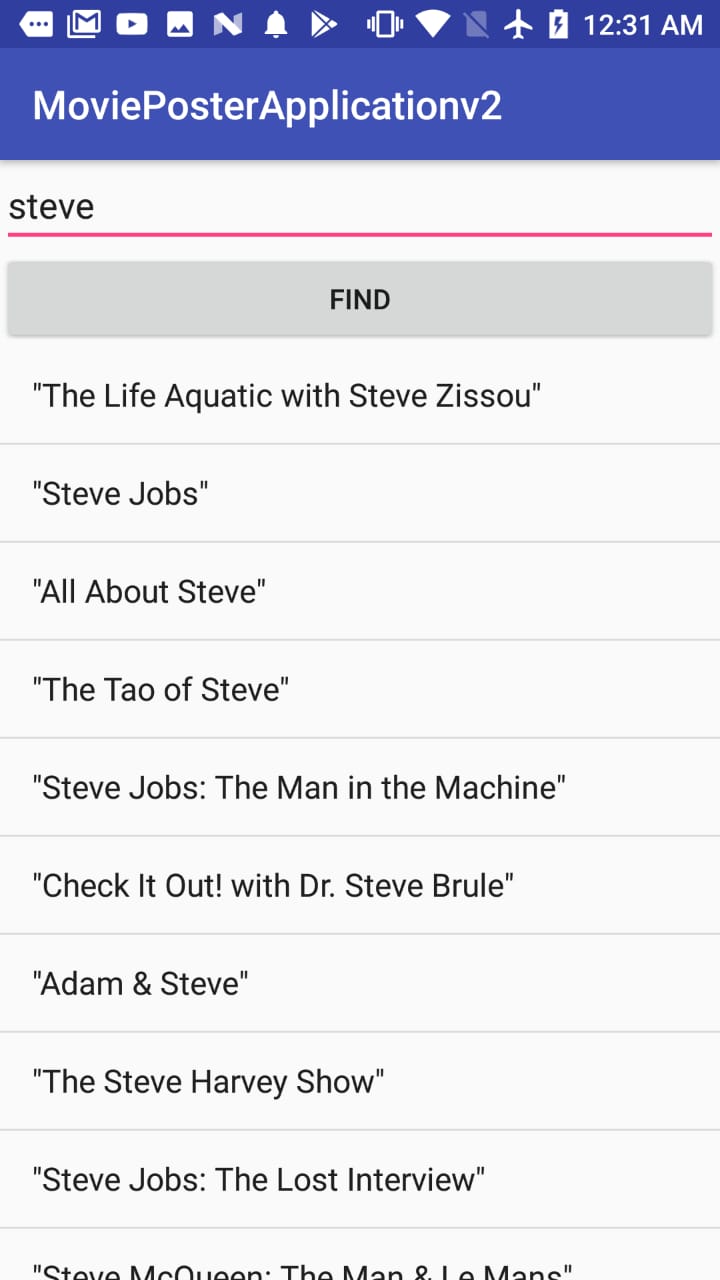 12:31 AM
MoviePosterApplicationv2
steve
FIND
"The Life Aquatic with Steve Zissou"
"Steve Jobs"
"All About Steve"
"The Tao of Steve"
"Steve Jobs: The Man in the Machine"
"Check It Out! with Dr. Steve Brule"
"Adam & Steve"
"The Steve Harvey Show"
"Steve Jobs: The Lost Interview"
"Steve McQueen: The Man & Le Mans"